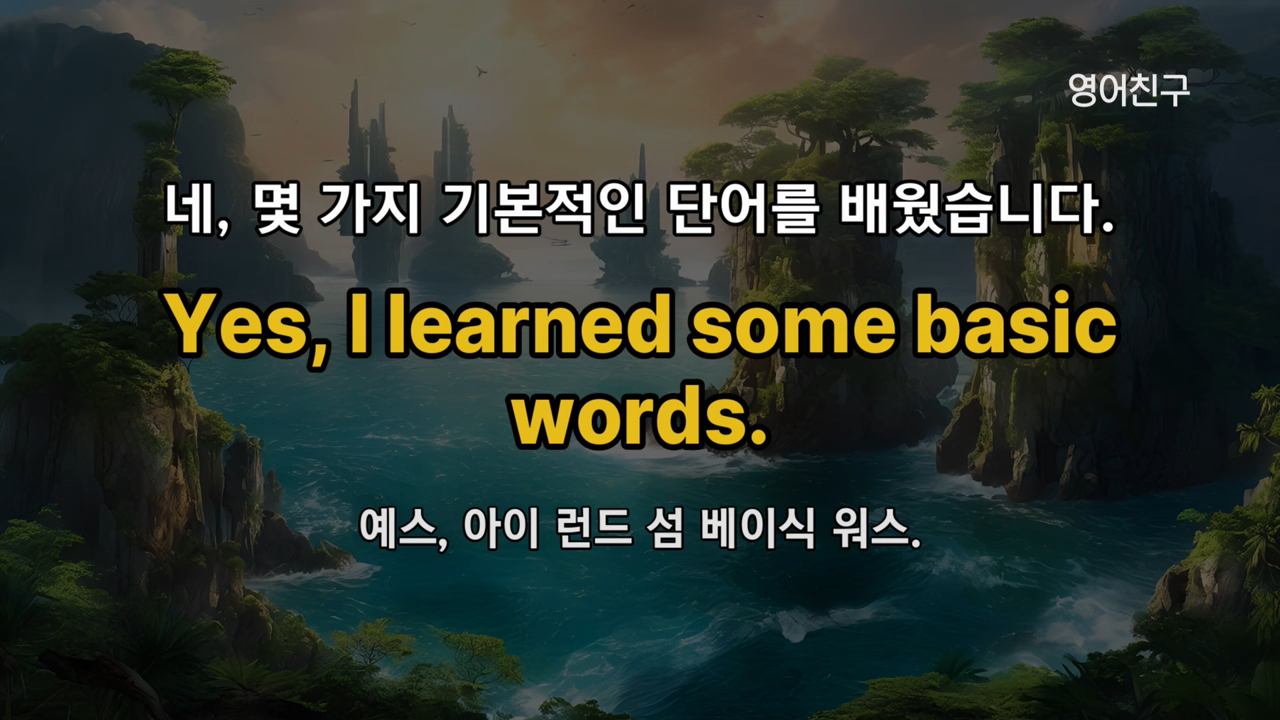 영어친구
네, 몇 가지 기본적인 단어를 배웠습니다.
Yes, I learned some basic
words.
예스, 아이 런드 섬 베이식 워스.